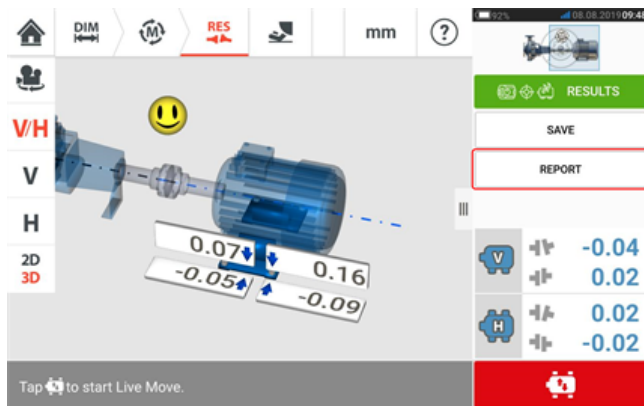 DIM
M
RES
mm
?
92%
08.08.2019 09:48
RESULTS
SAVE
REPORT
V/H
V
H
2D
3D
0.07
0.16
-0.05
-0.09
V
-0.04
0.02
H
0.02
-0.02
Tap to start Live Move.